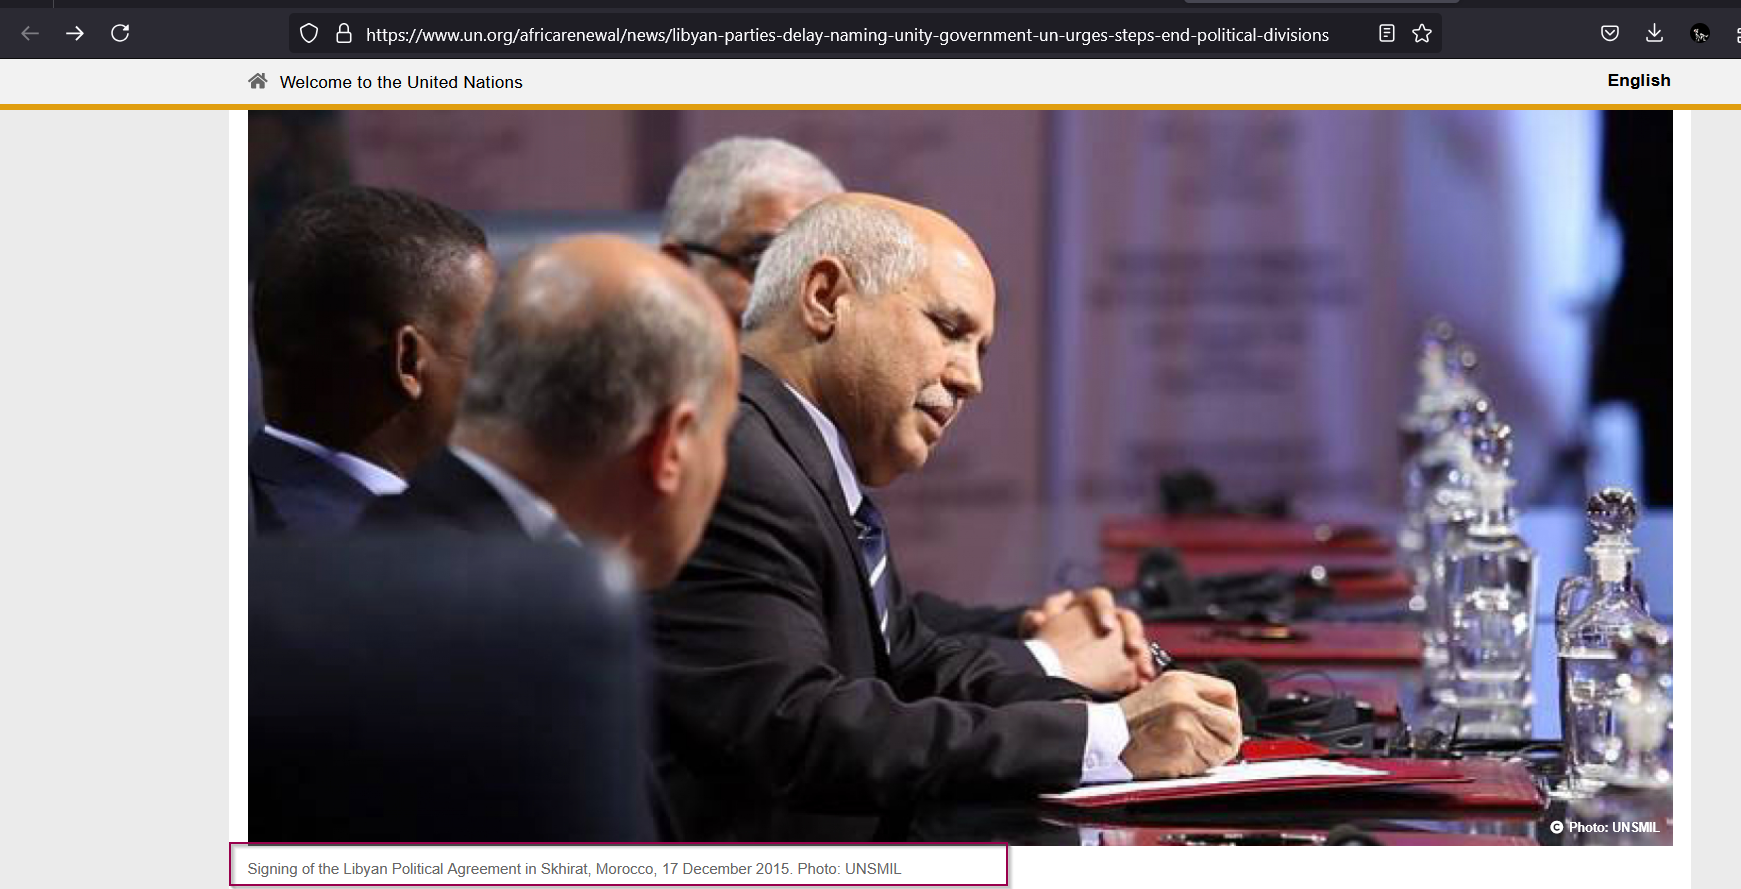 https://www.un.org/africarenewal/news/libyan-parties-delay-naming-unity-government-un-urges-steps-end-political-divisions
Welcome to the United Nations
English
C Photo: UNSMIL
Signing of the Libyan Political Agreement in Skhirat, Morocco, 17 December 2015. Photo: UNSMIL